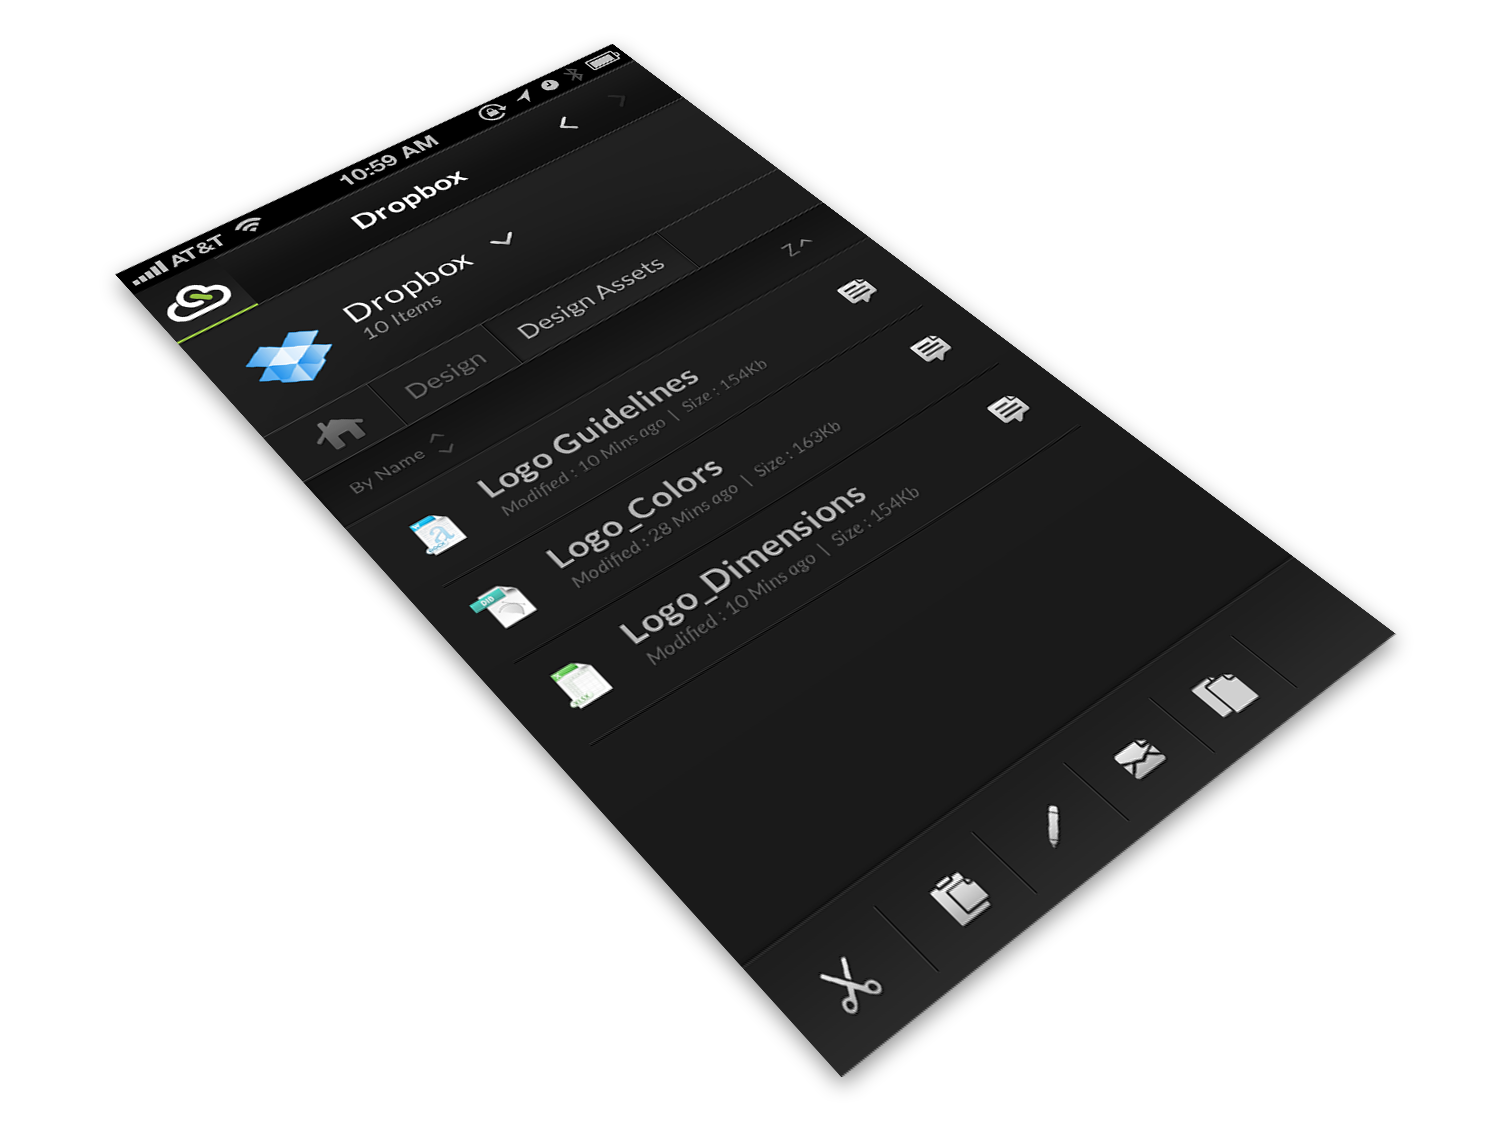 AT&T 10:59 AM
Dropbox
Dropbox
10 Items
Design Design Assets
By Name Z
Logo Guidelines
Modified : 10 Mins ago | Size : 154Kb
Logo_Colors
Modified : 28 Mins ago | Size : 163Kb
Logo_Dimensions
Modified : 10 Mins ago | Size : 154Kb